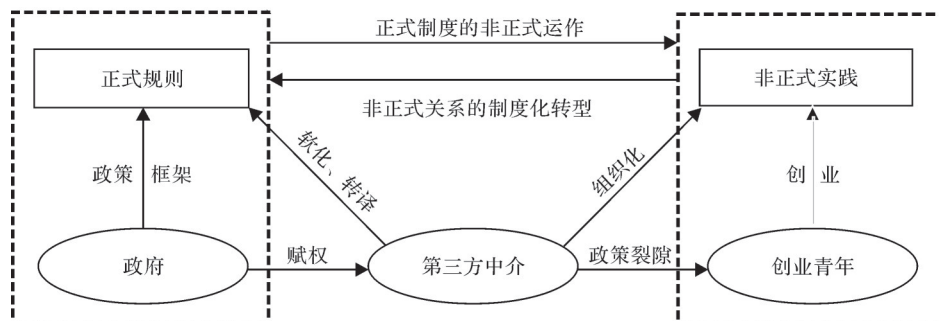 正式制度的非正式运作
正式规则
非正式实践
非正式关系的制度化转型
软化、转译
组织化
政策 框架
创 业
政府
赋权
第三方中介
政策裂隙
创业青年